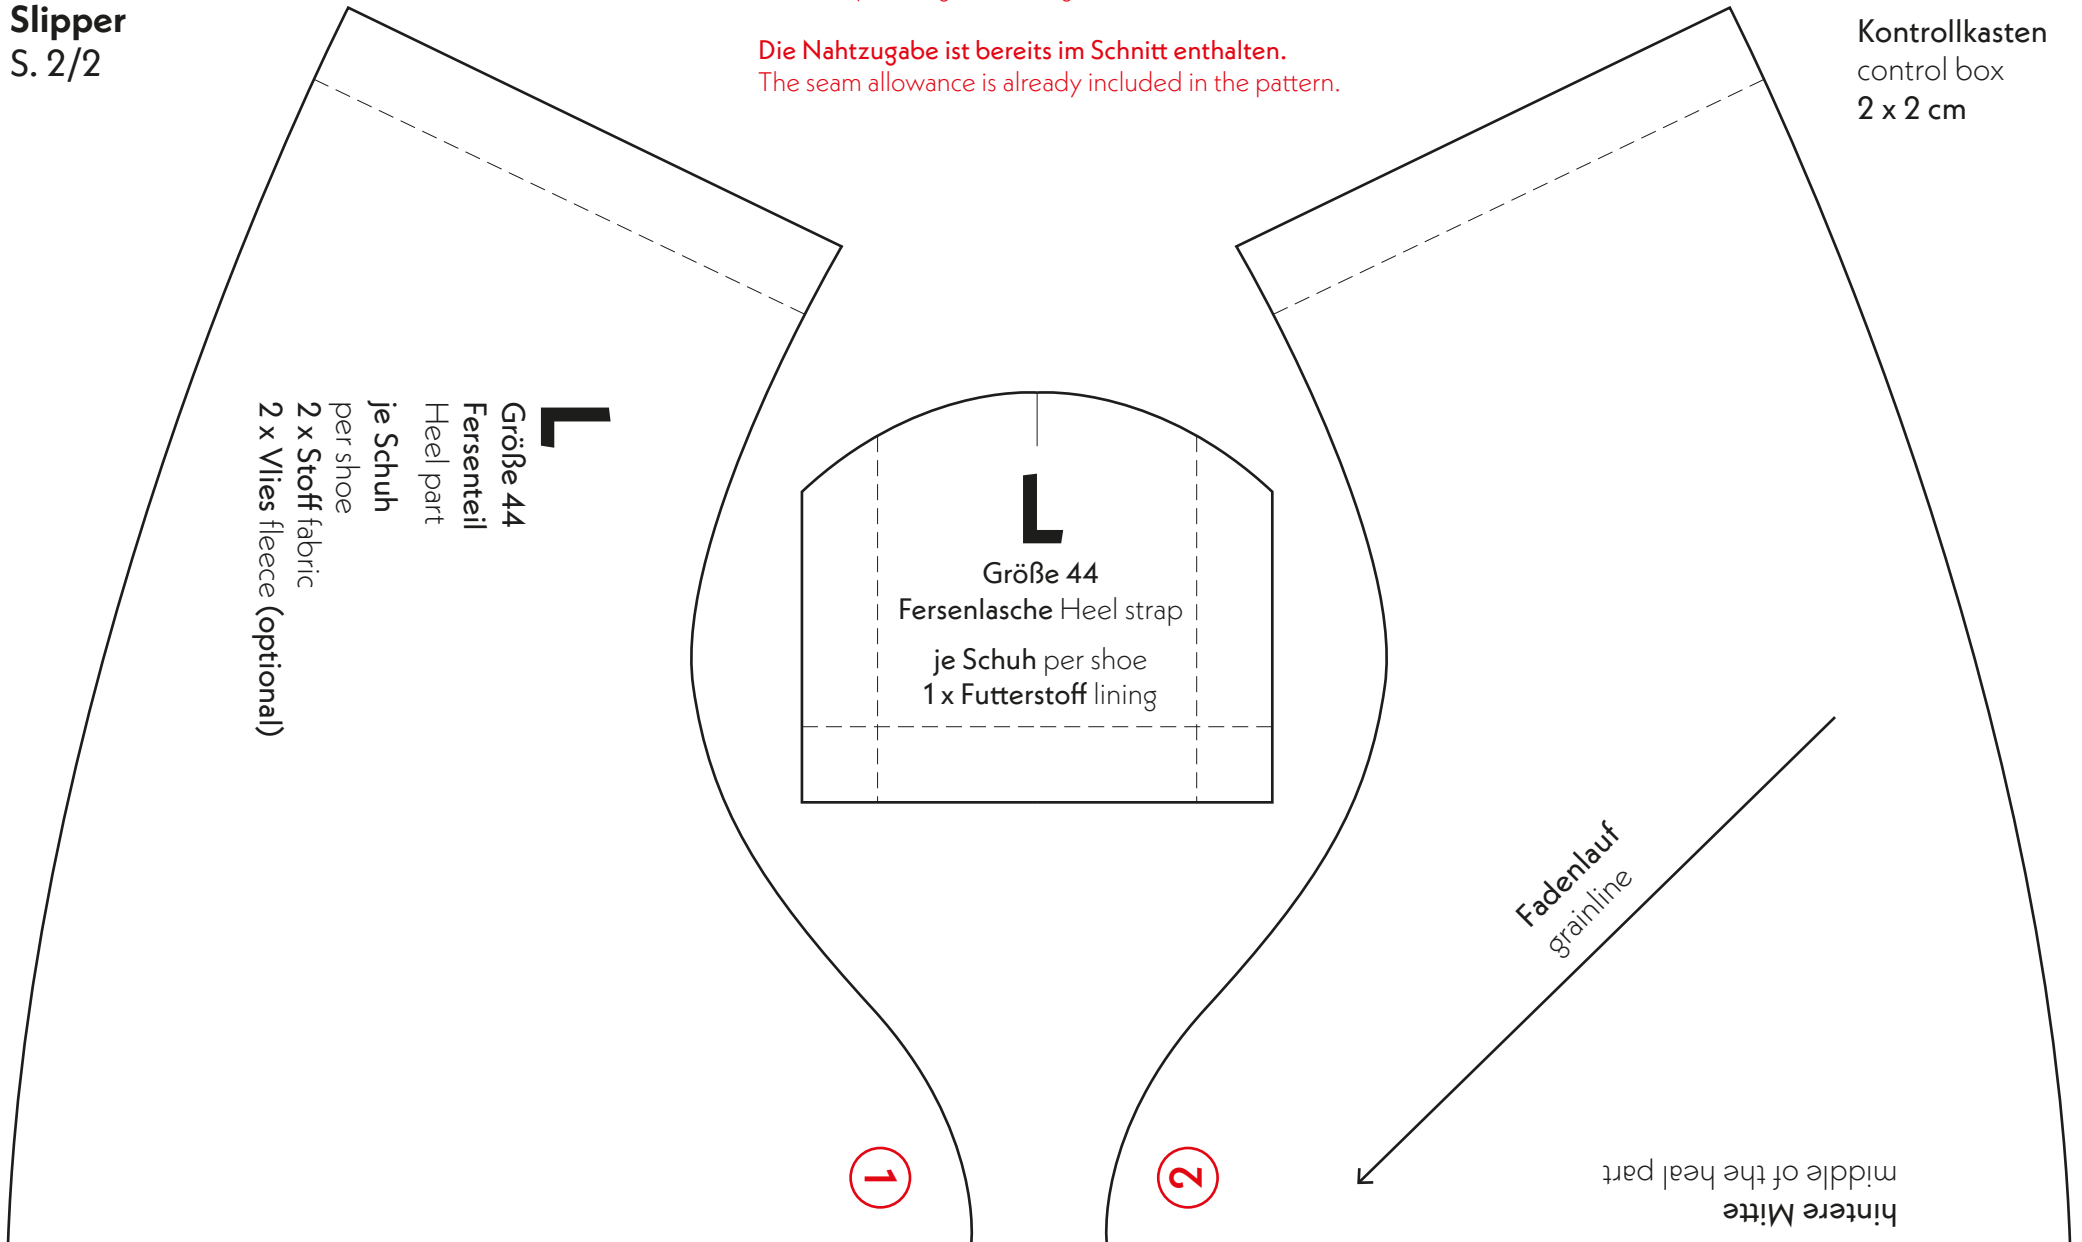 Slipper
S. 2/2
Die Nahtzugabe ist bereits im Schnitt enthalten.
The seam allowance is already included in the pattern.
Kontrollkasten
control box
2 x 2 cm
L
Größe 44
Fersenteil
Heel part
je Schuh
per shoe
2 x Stoff fabric
2 x Vlies fleece (optional)
L
Größe 44
Fersenlasche Heel strap
je Schuh per shoe
1 x Futterstoff lining
Fadenlauf
grainline
1
2
hintere Mitte
middle of the heal part